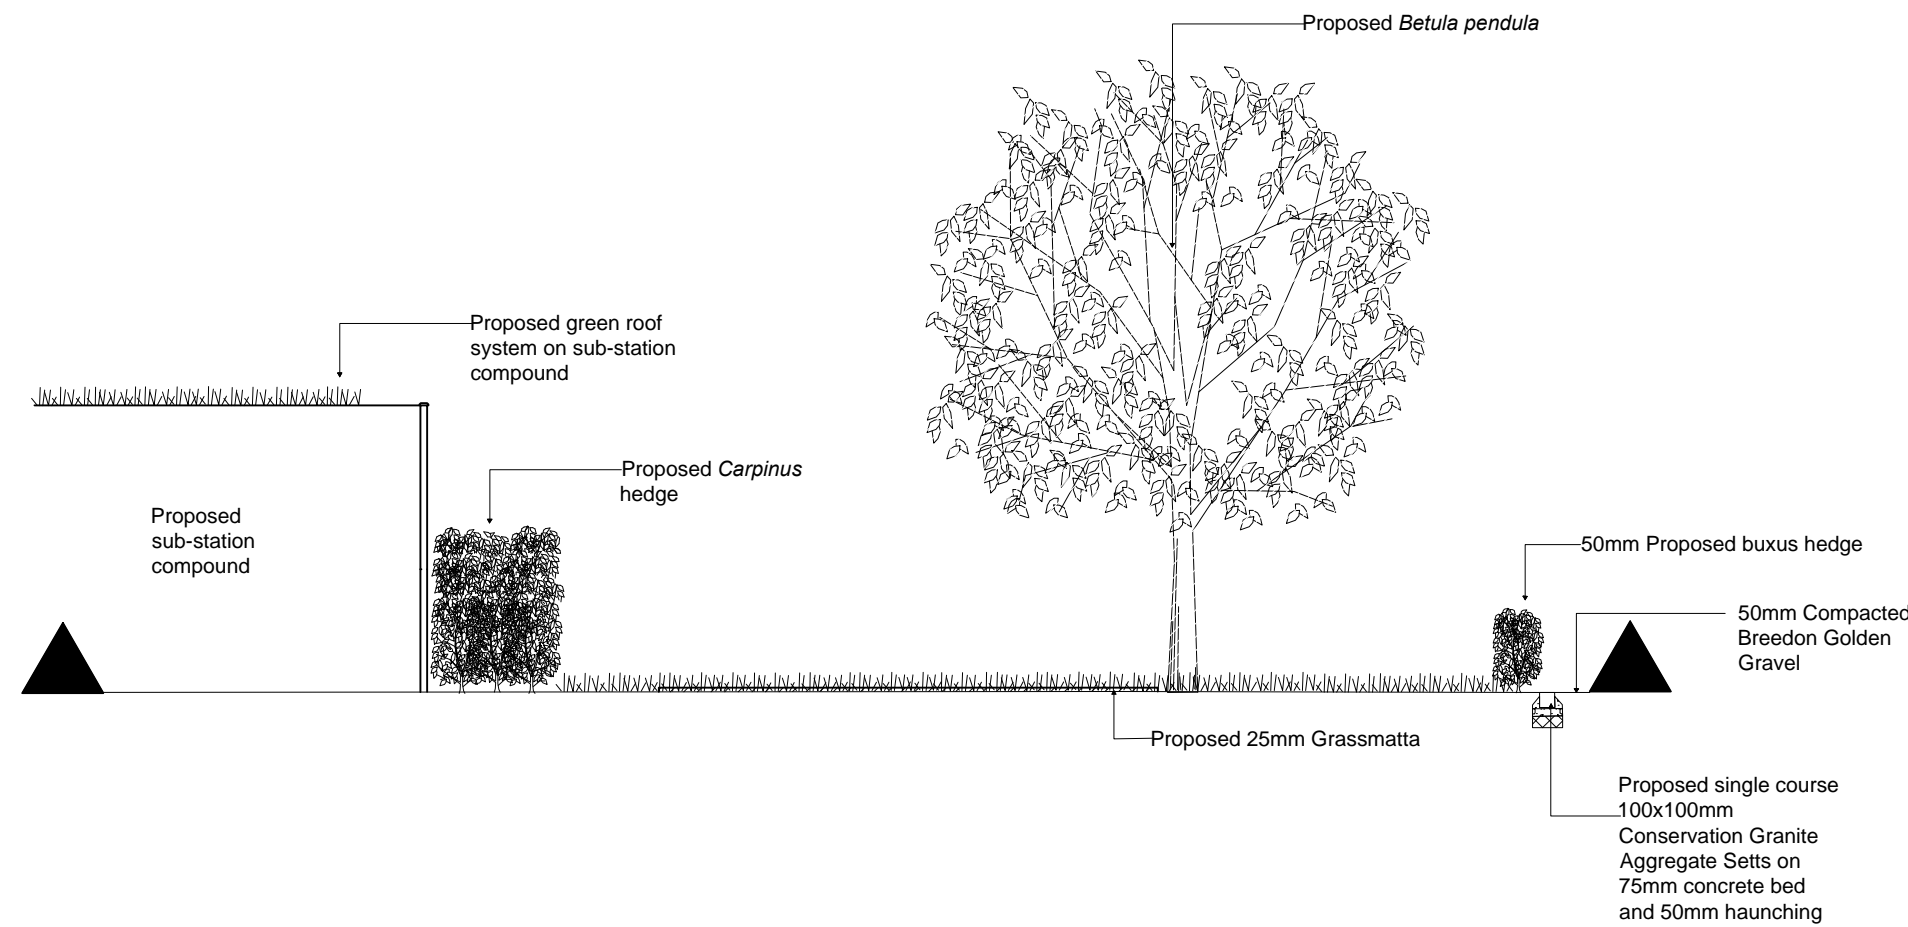 Proposed Betula pendula
Proposed green roof
system on sub-station
compound
Proposed Carpinus
hedge
Proposed
sub-station
compound
50mm Proposed buxus hedge
50mm Compacted
Breedon Golden
Gravel
Proposed 25mm Grassmatta
Proposed single course
100x100mm
Conservation Granite
Aggregate Setts on
75mm concrete bed
and 50mm haunching